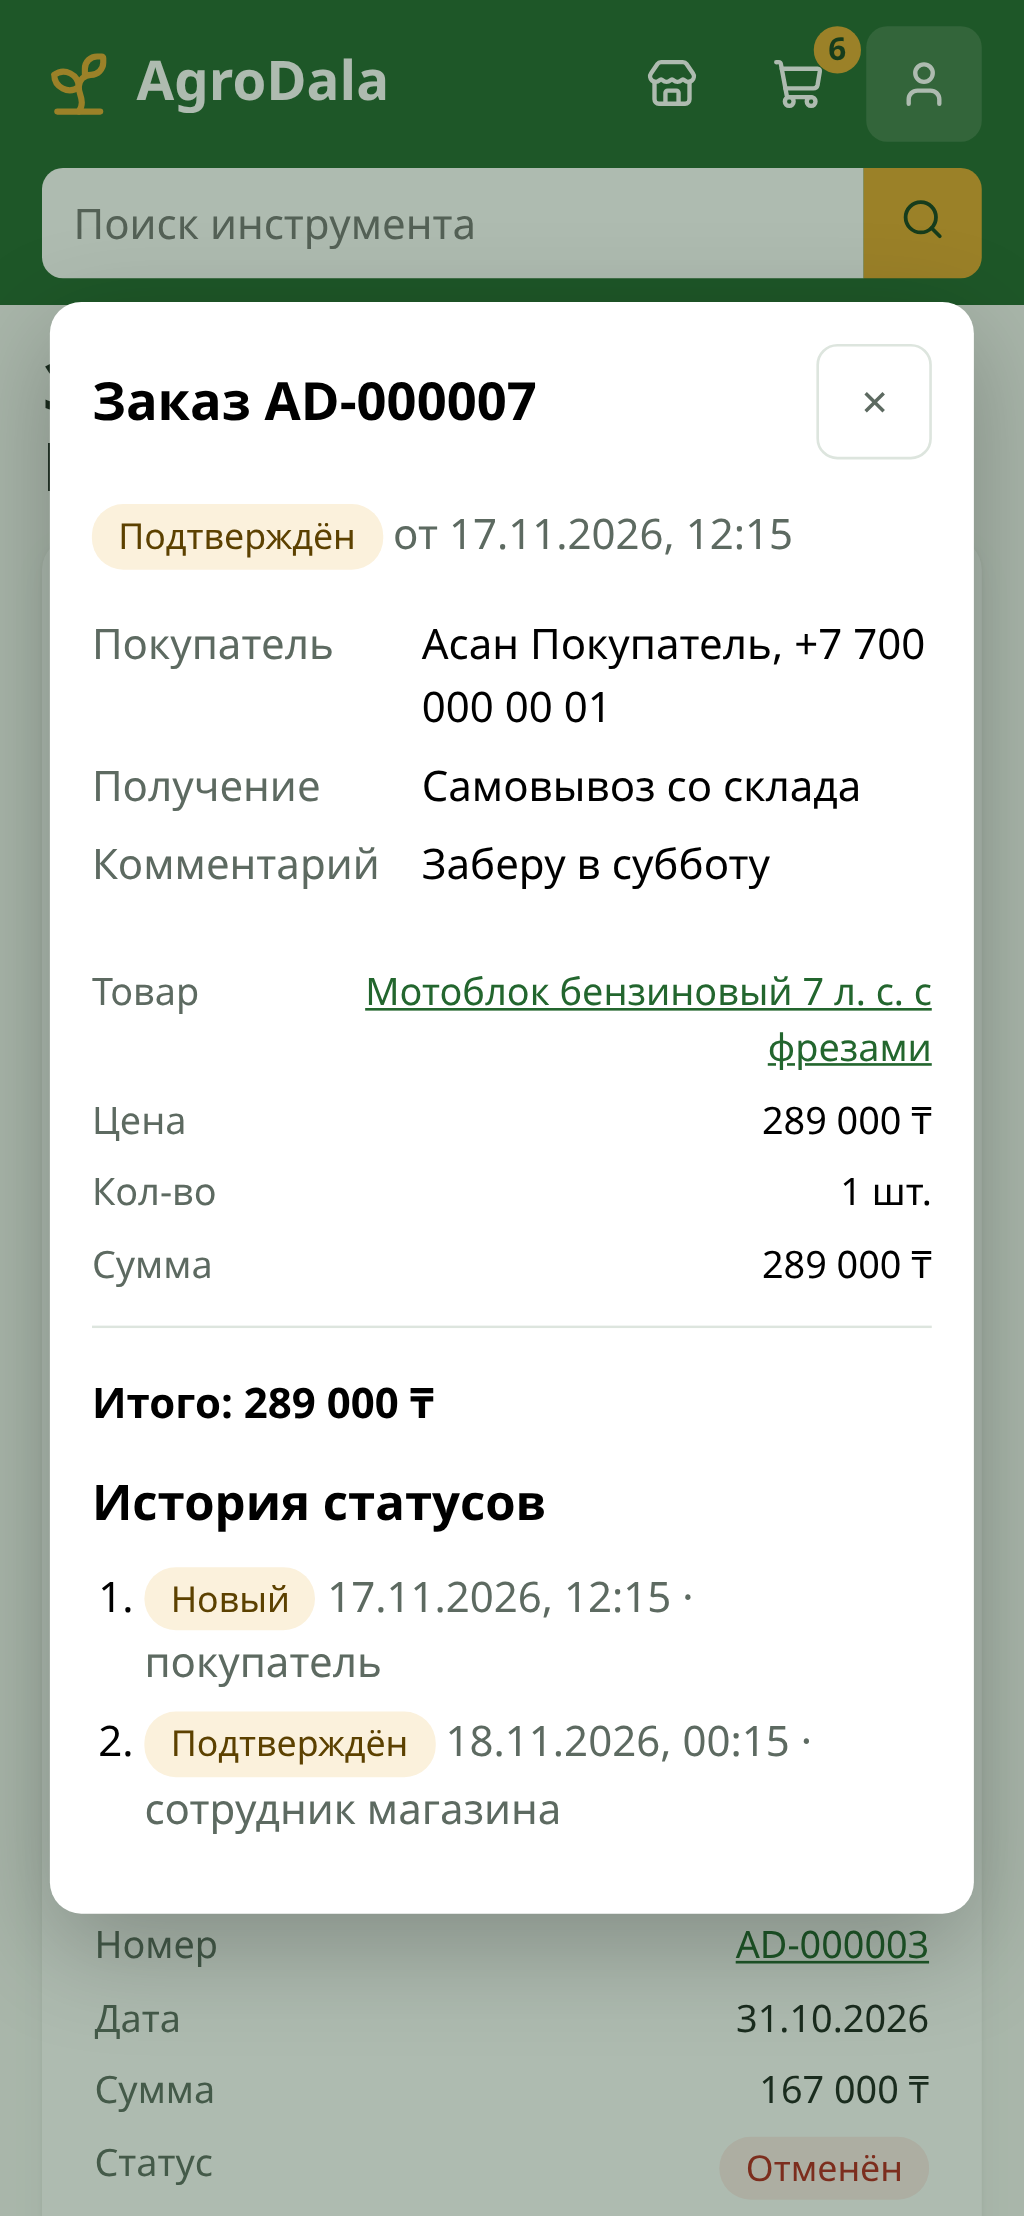 AgroDala
6
Поиск инструмента
Заказ AD-000007
×
Подтверждён от 17.11.2026, 12:15
Покупатель Асан Покупатель, +7 700
000 00 01
Получение Самовывоз со склада
Комментарий Заберу в субботу
Товар Мотоблок бензиновый 7 л. с. с
фрезами
Цена 289 000 ₸
Кол-во 1 шт.
Сумма 289 000 ₸
Итого: 289 000 ₸
История статусов
1. Новый 17.11.2026, 12:15 ·
покупатель
2. Подтверждён 18.11.2026, 00:15 ·
сотрудник магазина
Номер AD-000003
Дата 31.10.2026
Сумма 167 000 ₸
Статус Отменён